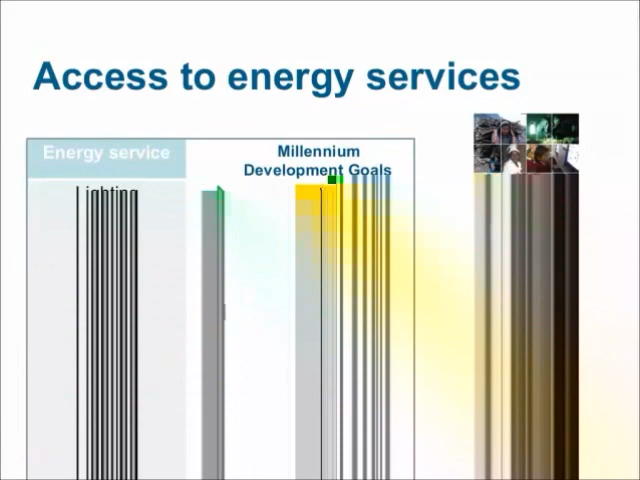 Access to energy services
Energy service
Millennium
Development Goals
Lighting